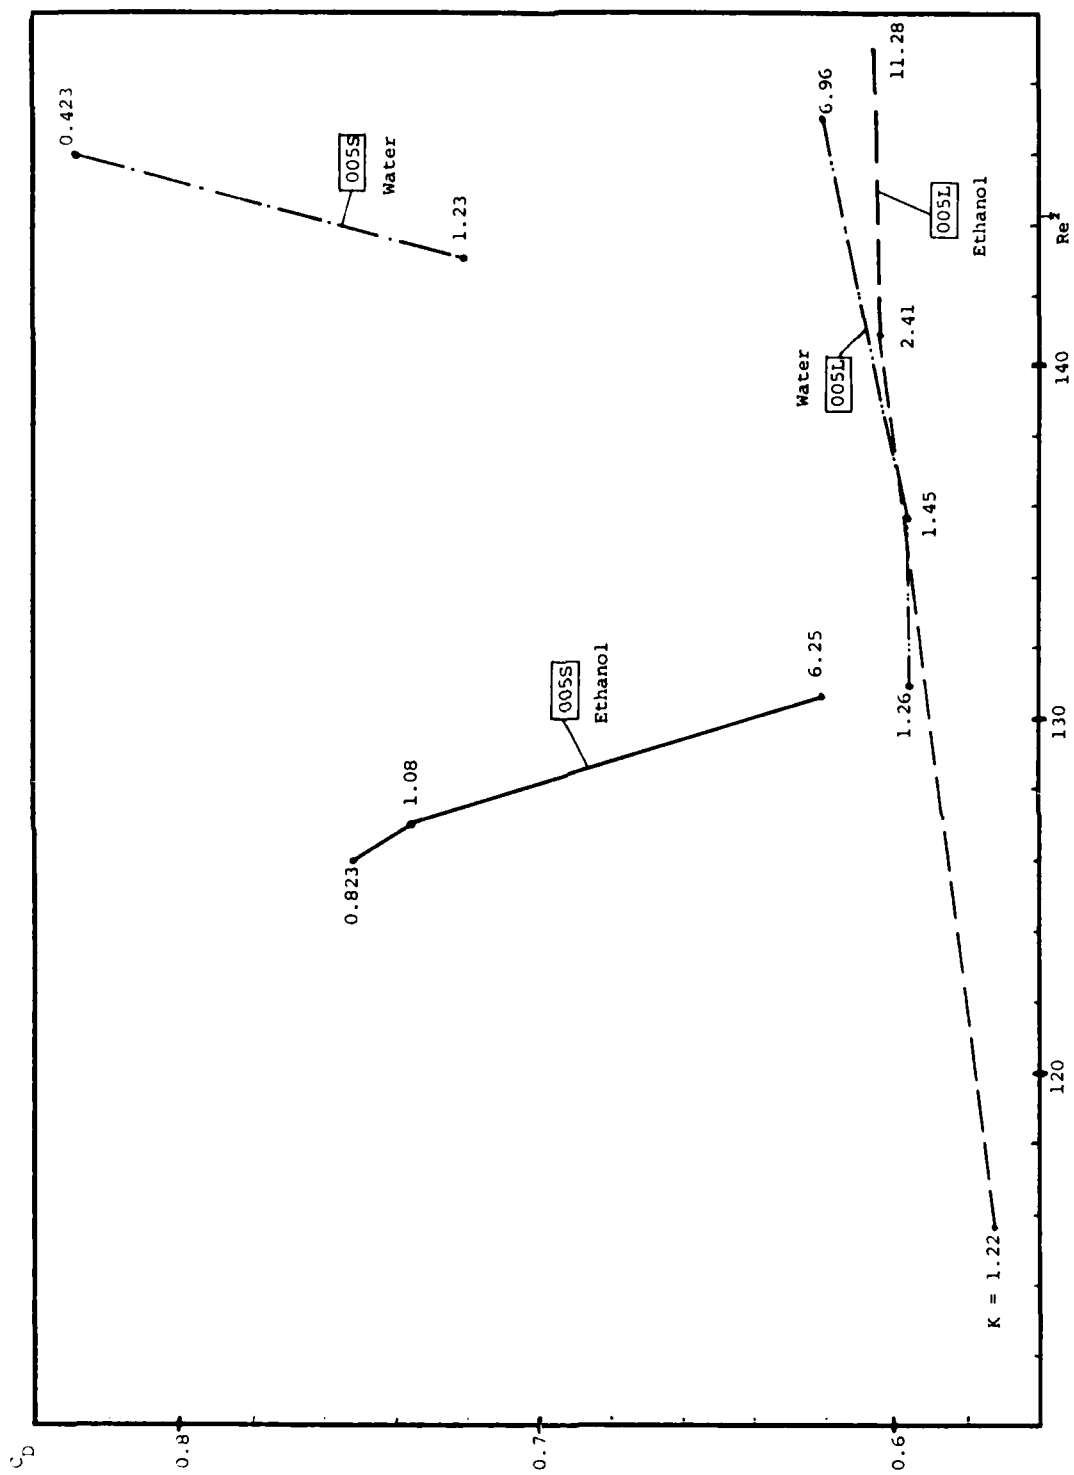 C_D
0.8
0.7
0.6
0.423
005S
Water
1.23
6.96
11.28
005L
Ethanol
2.41
Water
005L
1.45
1.26
6.25
005S
Ethanol
1.08
0.823
K = 1.22
120
130
140
Re½